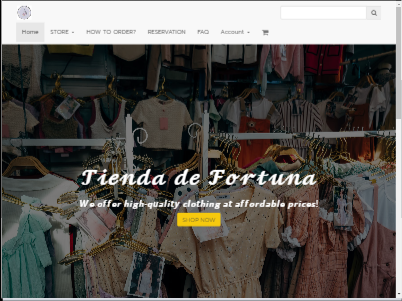 Home STORE HOW TO ORDER? RESERVATION FAQ Account
Tienda de Fortuna
We offer high-quality clothing at affordable prices!
SHOP NOW